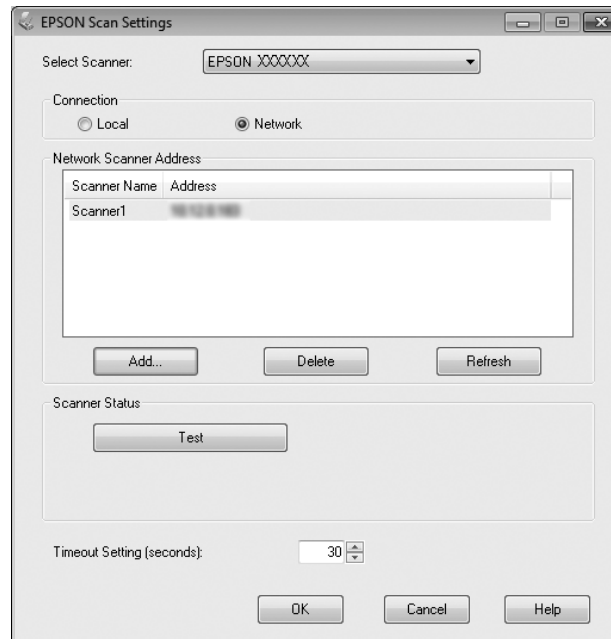 EPSON Scan Settings
Select Scanner: EPSON XXXXXX
Connection
Local Network
Network Scanner Address
Scanner Name Address
Scanner1
Add... Delete Refresh
Scanner Status
Test
Timeout Setting (seconds): 30
OK Cancel Help